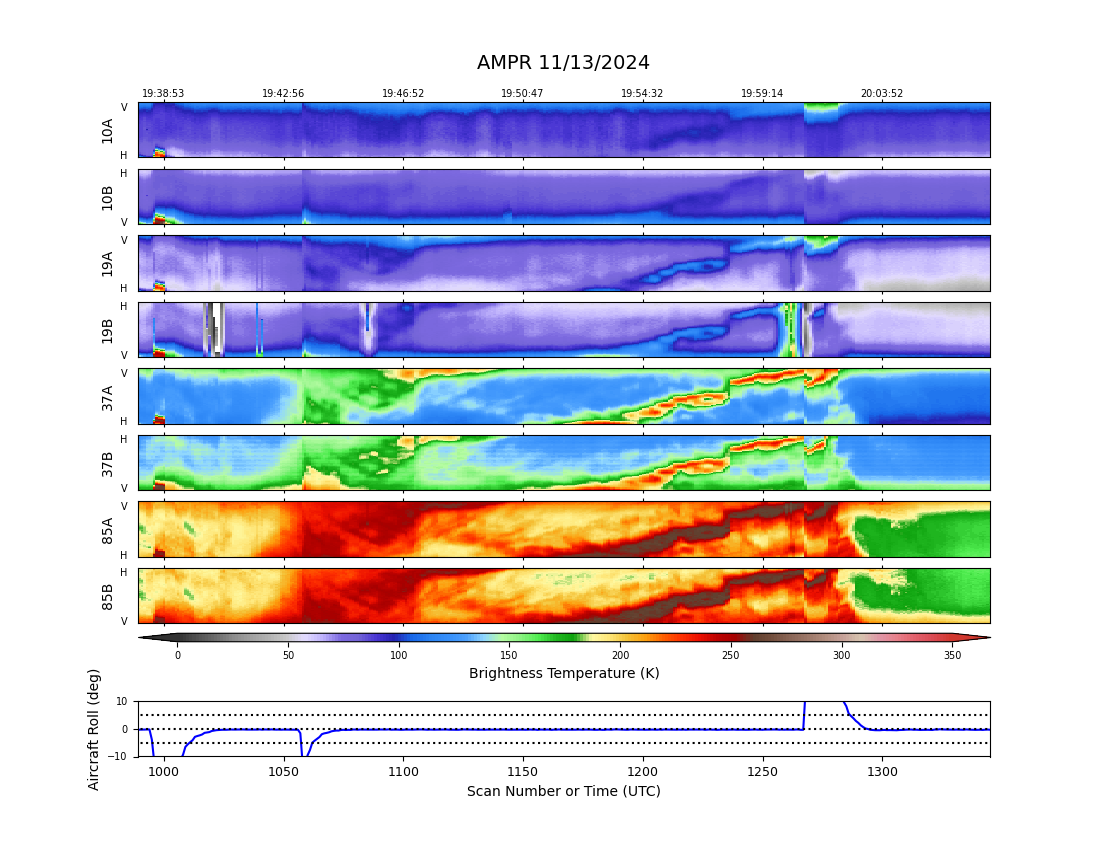 AMPR 11/13/2024
19:38:53 19:42:56 19:46:52 19:50:47 19:54:32 19:59:14 20:03:52
V
10A
H
H
10B
V
V
19A
H
H
19B
V
V
37A
H
H
37B
V
V
85A
H
H
85B
V
0 50 100 150 200 250 300 350
Brightness Temperature (K)
Aircraft Roll (deg)
10
0
−10
1000 1050 1100 1150 1200 1250 1300
Scan Number or Time (UTC)